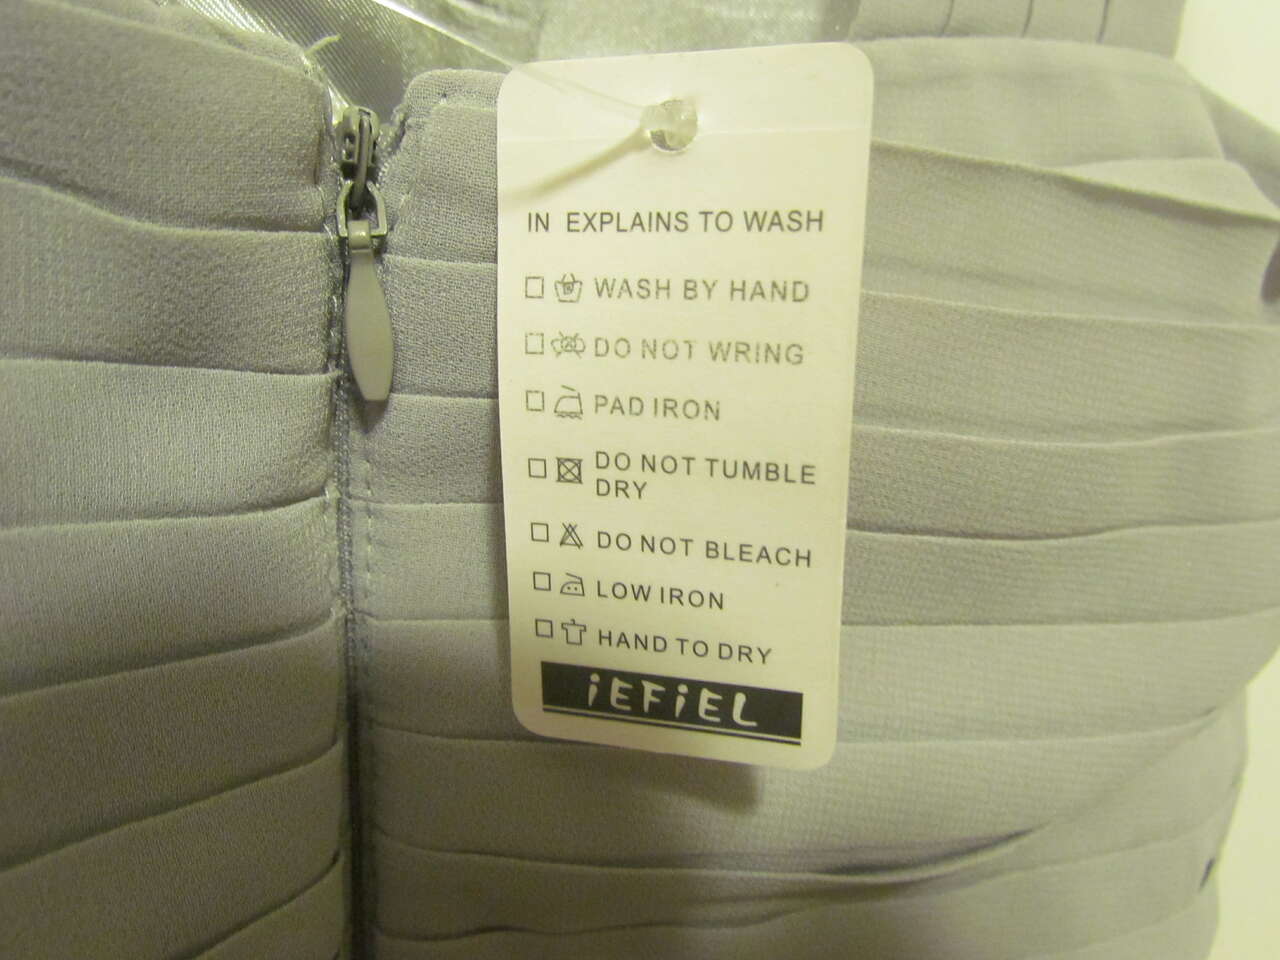 IN EXPLAINS TO WASH
WASH BY HAND
DO NOT WRING
PAD IRON
DO NOT TUMBLE
DRY
DO NOT BLEACH
LOW IRON
HAND TO DRY
iEFiEL